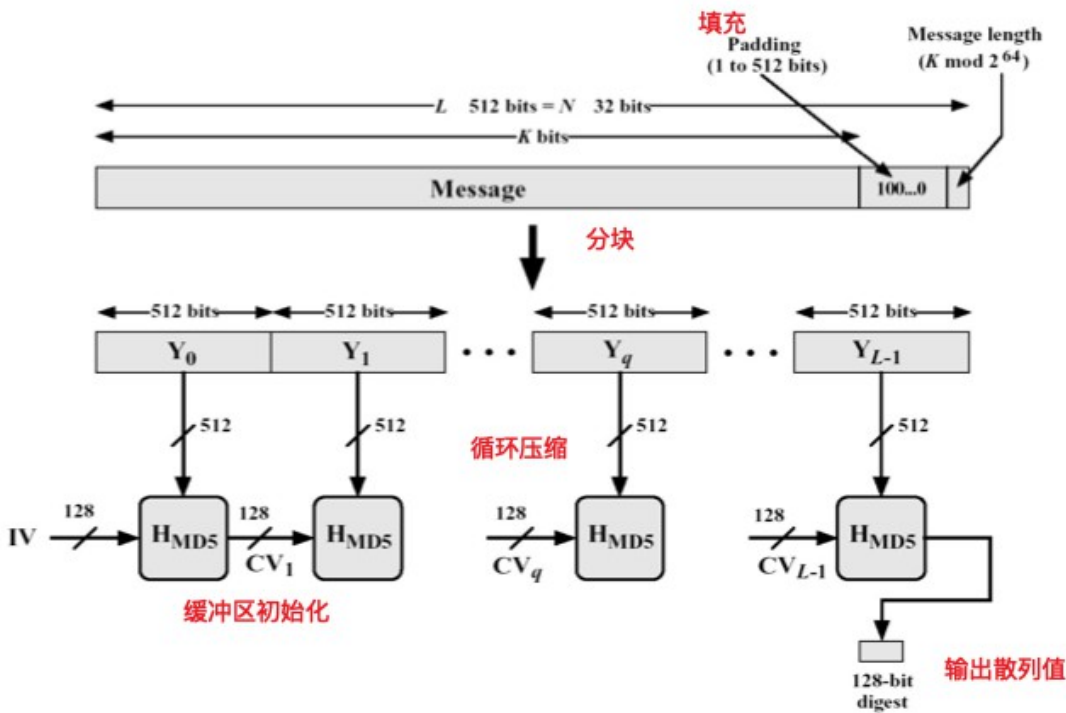 填充
Padding
(1 to 512 bits)
Message length
(K mod 2^64)
L 512 bits = N 32 bits
K bits
Message
100...0
分块
512 bits
512 bits
512 bits
512 bits
Y0
Y1
• • •
Yq
• • •
YL-1
512
512
512
512
循环压缩
IV
128
HMD5
128
CV1
HMD5
128
CVq
HMD5
128
CVL-1
HMD5
缓冲区初始化
输出散列值
128-bit
digest